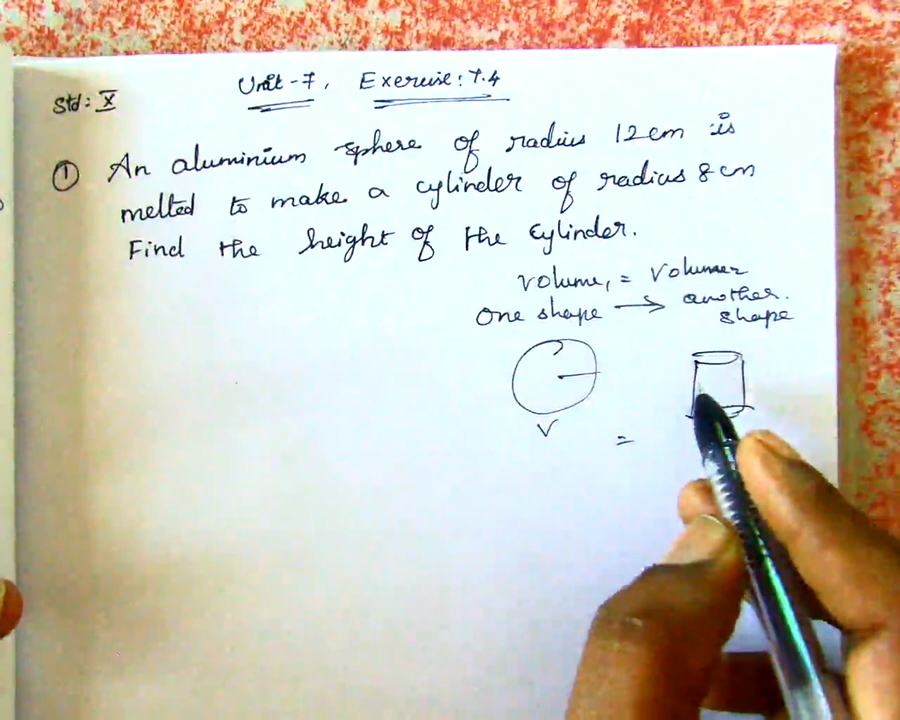 Unit-7, Exercise: 7.4
Std: X
① An aluminium sphere of radius 12cm is
melted to make a cylinder of radius 8cm
Find the height of the cylinder.
volume₁ = volume₂
One shape → another.
shape
V =